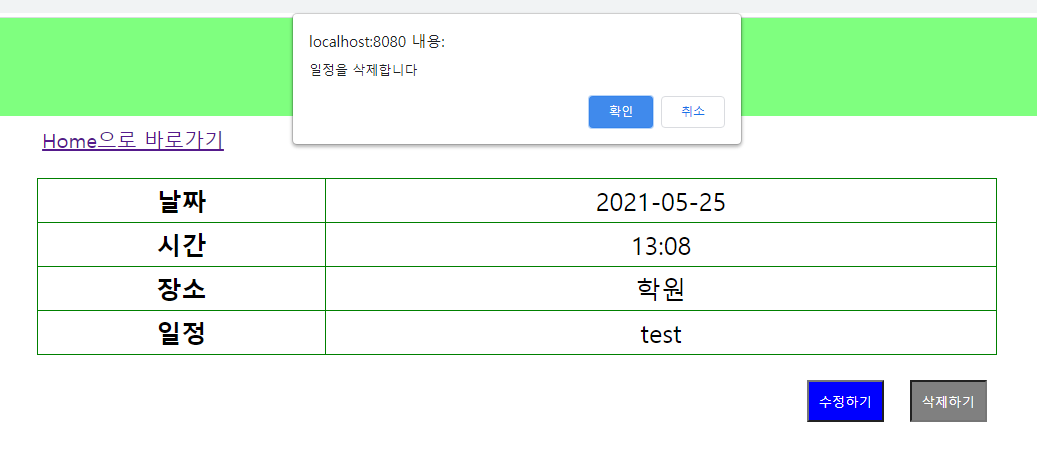 localhost:8080 내용:
일정을 삭제합니다
확인 취소
Home으로 바로가기
날짜 2021-05-25
시간 13:08
장소 학원
일정 test
수정하기 삭제하기